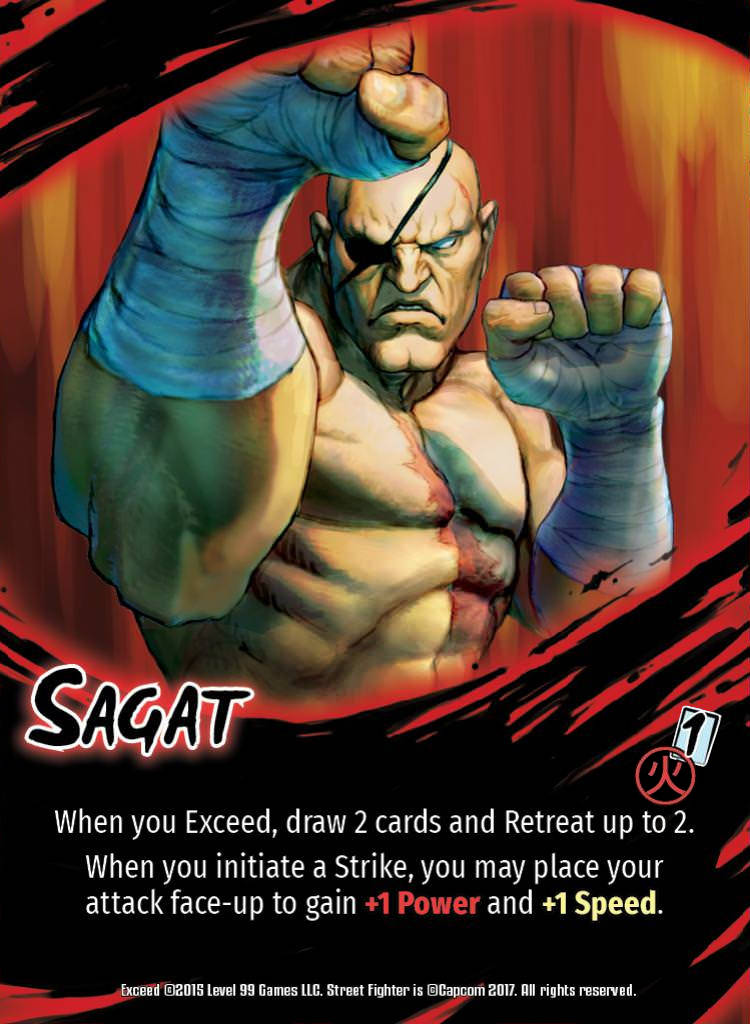 SAGAT
1
火
When you Exceed, draw 2 cards and Retreat up to 2.
When you initiate a Strike, you may place your
attack face-up to gain +1 Power and +1 Speed.
Exceed ©2015 Level 99 Games LLC. Street Fighter is ©Capcom 2017. All rights reserved.